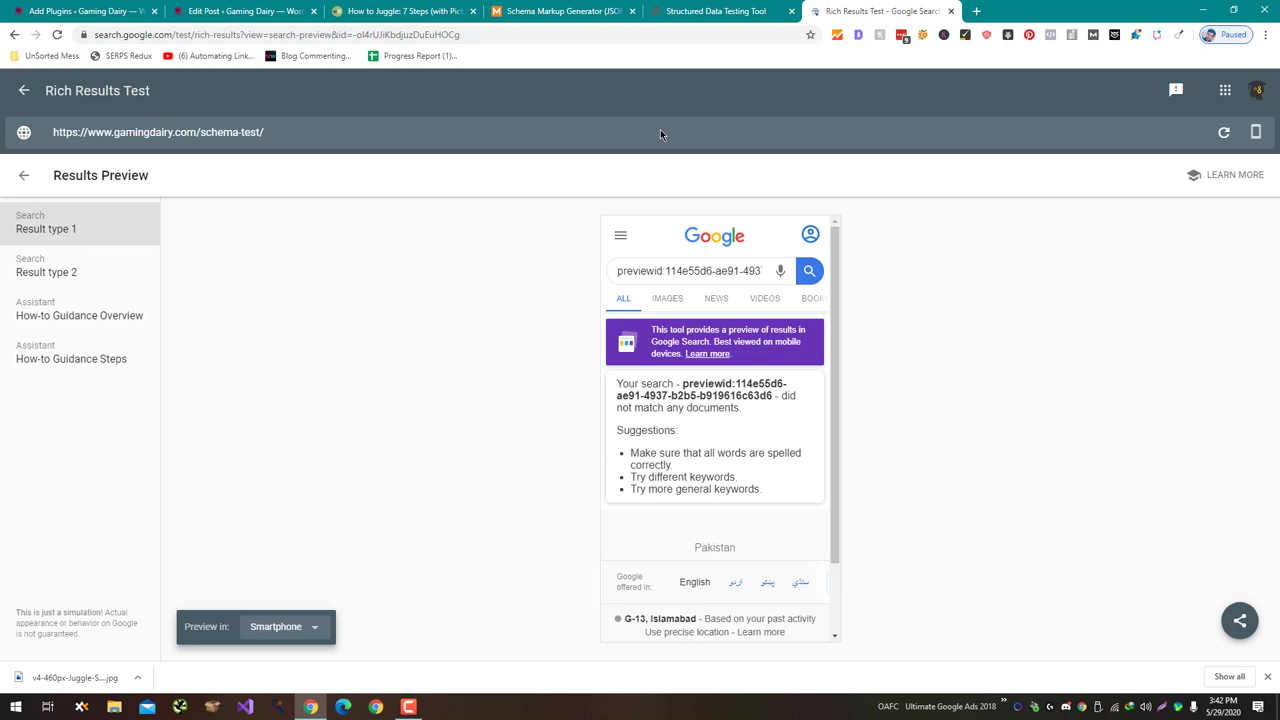 Add Plugins ‹ Gaming Dairy — W
Edit Post ‹ Gaming Dairy — Word
How to Juggle: 7 Steps (with Pict
Schema Markup Generator (JSON
Structured Data Testing Tool
Rich Results Test - Google Search
search.google.com/test/rich-results?view=search-preview&id=-oI4rUJiKbdjuzDuEuHOCg
Paused
UnSorted Mess
SERPS Redux
(6) Automating Link...
Blog Commenting...
Progress Report (1)...
Rich Results Test
https://www.gamingdairy.com/schema-test/
Results Preview
LEARN MORE
Search
Result type 1
Search
Result type 2
Assistant
How-to Guidance Overview
Assistant
How-to Guidance Steps
Google
previewid:114e55d6-ae91-493
ALL IMAGES NEWS VIDEOS BOOK
This tool provides a preview of results in
Google Search. Best viewed on mobile
devices. Learn more.
Your search - previewid:114e55d6-
ae91-4937-b2b5-b919616c63d6 - did
not match any documents.
Suggestions:
• Make sure that all words are spelled
correctly.
• Try different keywords.
• Try more general keywords.
Pakistan
Google
offered in:
English اردو پښتو سنڌي
G-13, Islamabad - Based on your past activity
Use precise location - Learn more
This is just a simulation! Actual
appearance or behavior on Google
is not guaranteed.
Preview in: Smartphone
v4-460px-Juggle-S....jpg
Show all
OAFC
Ultimate Google Ads 2018
3:42 PM
5/29/2020